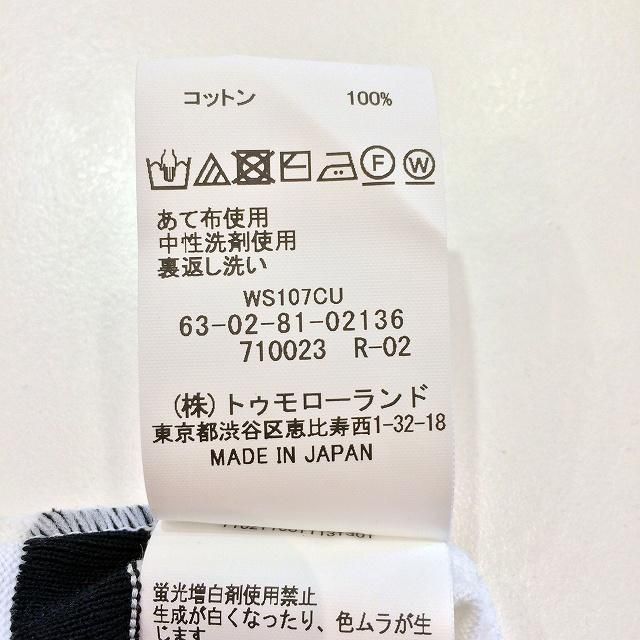 コットン 100%
F W
あて布使用
中性洗剤使用
裏返し洗い
WS107CU
63-02-81-02136
710023 R-02
(株)トゥモローランド
東京都渋谷区恵比寿西1-32-18
MADE IN JAPAN
蛍光増白剤使用禁止
生成が白くなったり、色ムラが生
じます。